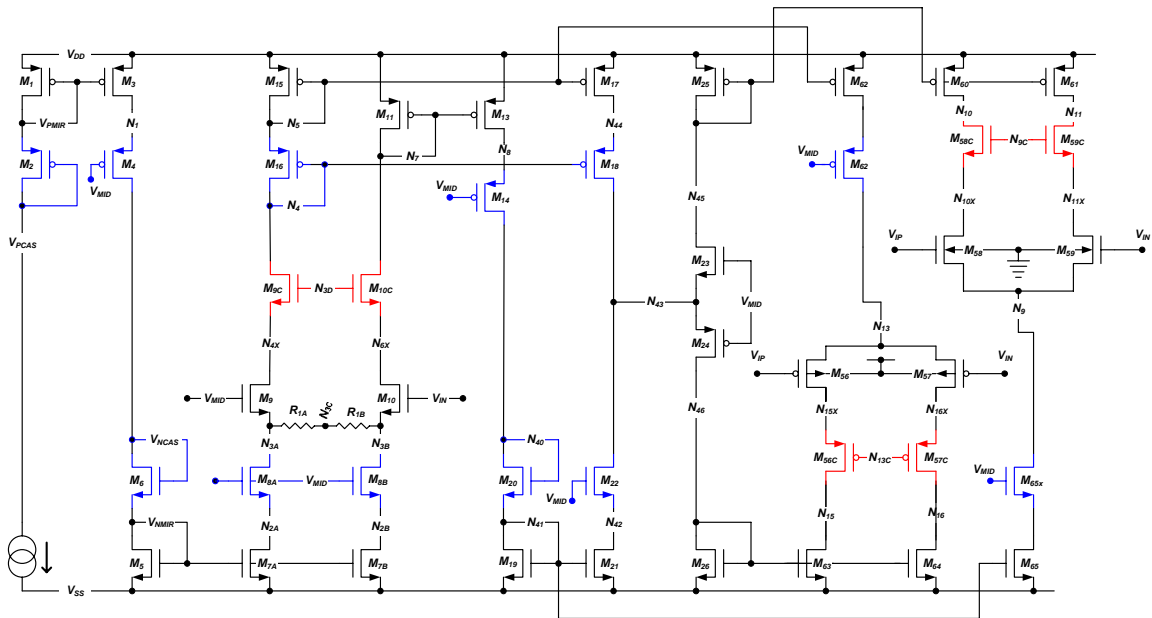 VDD
M1 M3 M15 M17 M25 M62 M60 M61
VPMIR N1 N5 M11 M13 N44 N10 N11
M2 M4 M16 N7 N8 M18 VMID M62 M58C N9C M59C
VMID N4 VMID M14
VPCAS N45 N10X N11X
M9C N3D M10C M23 VIP M58 M59 VIN
N43 VMID
N4X N6X M24 N13 N9
VMID M9 M10 VIN VIP M56 M57 VIN
R1A N3C R1B
N46 N15X N16X
VNCAS N3A N3B N40 M56C N13C M57C
M6 M8A VMID M8B M20 VMID M22 VMID M65x
VNMIR N2A N2B N41 N42 N15 N16
M5 M7A M7B M19 M21 M26 M63 M64 M65
VSS